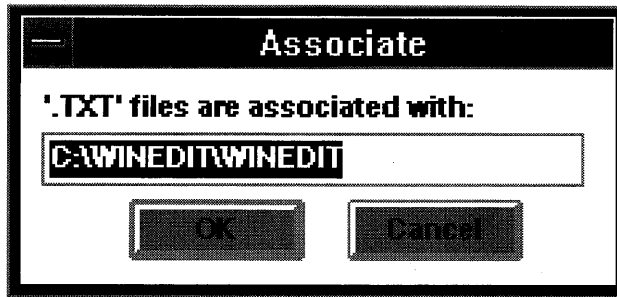 Associate
'.TXT' files are associated with:
C:\WINEDIT\WINEDIT
OK Cancel